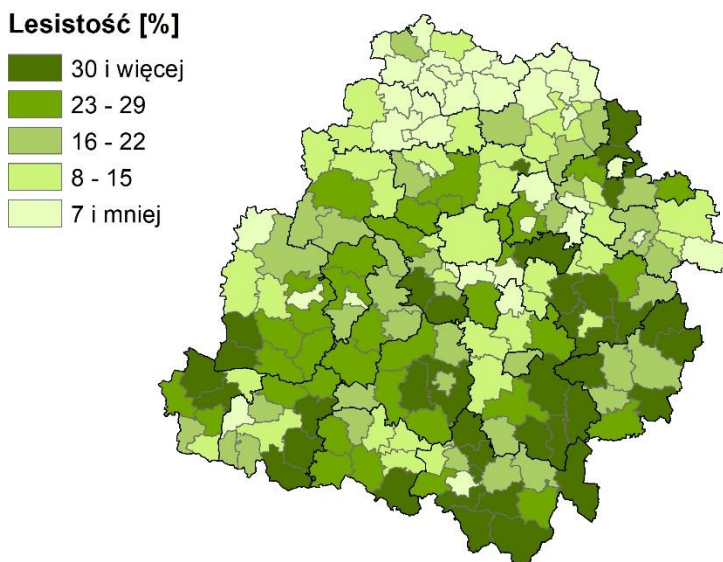 Lesistość [%]
30 i więcej
23 - 29
16 - 22
8 - 15
7 i mniej